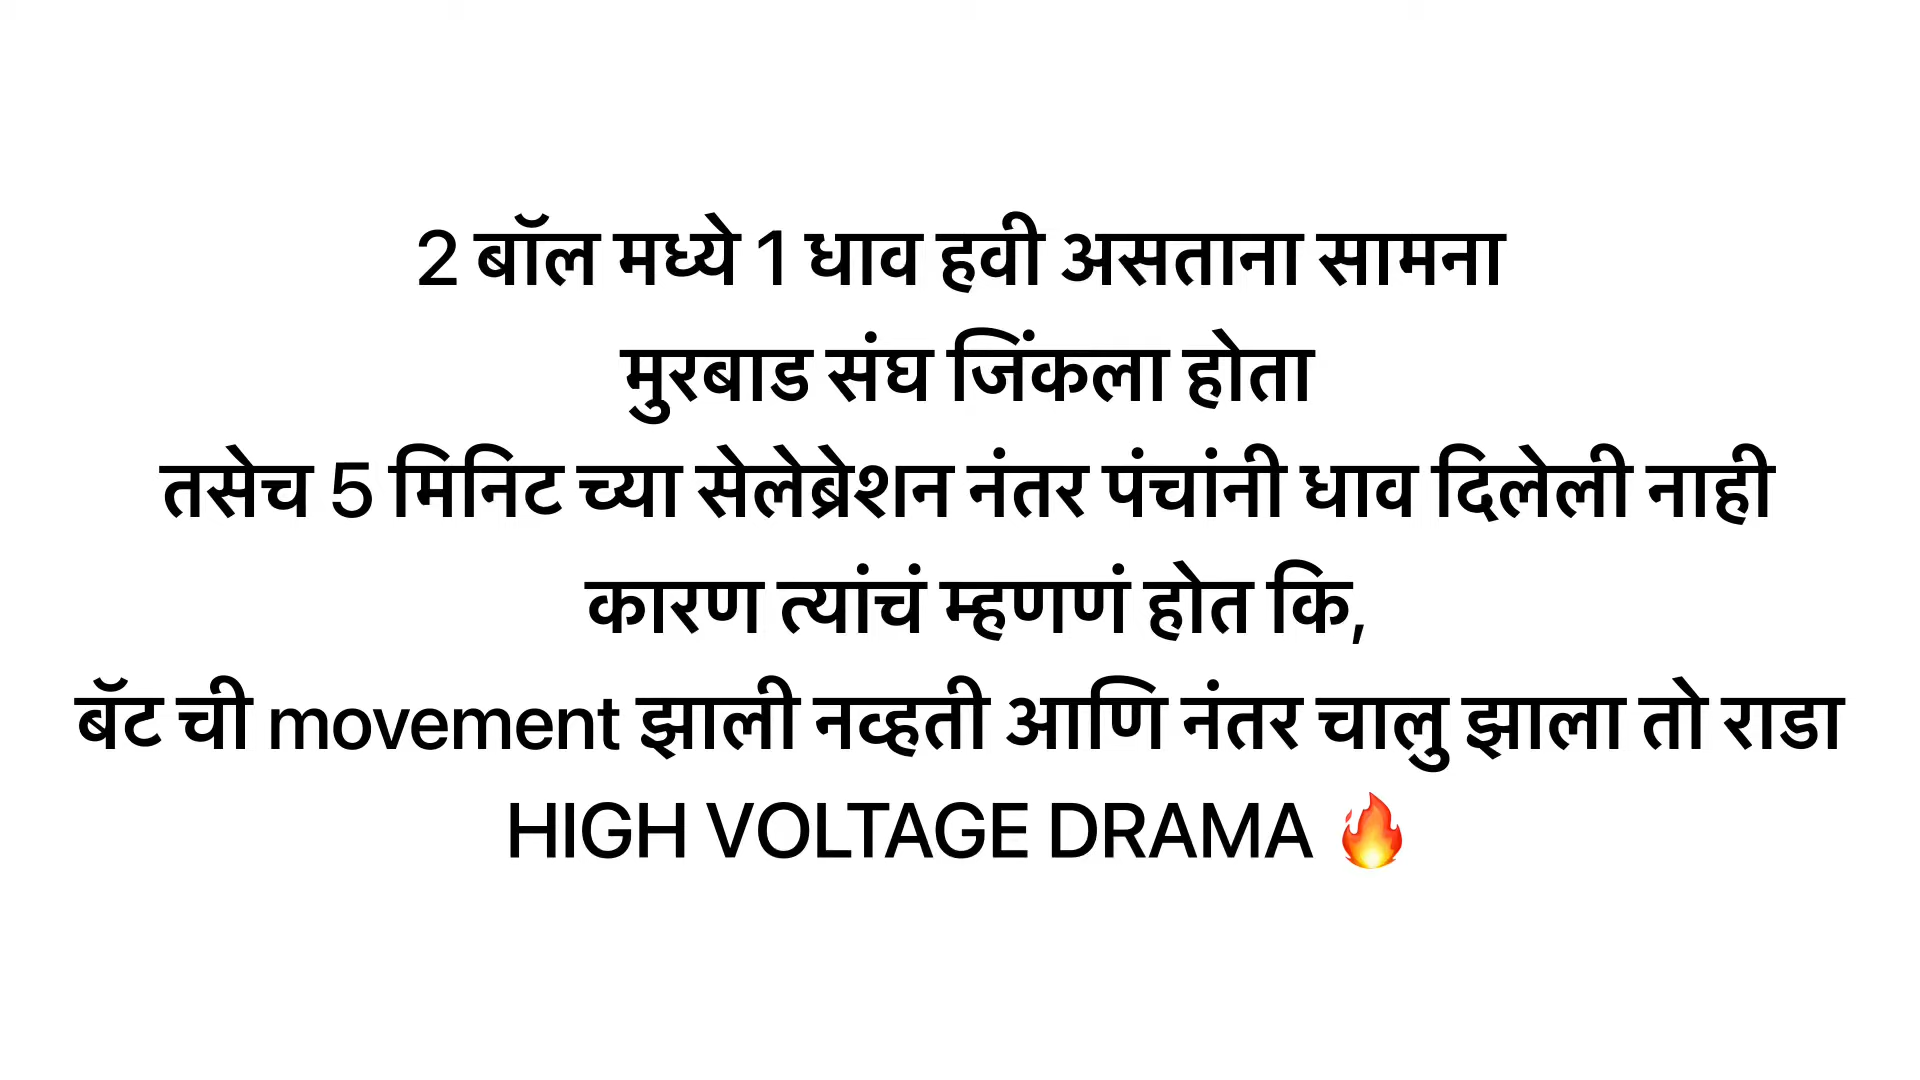 2 बॉल मध्ये 1 धाव हवी असताना सामना
मुरबाड संघ जिंकला होता
तसेच 5 मिनिट च्या सेलेब्रेशन नंतर पंचांनी धाव दिलेली नाही
कारण त्यांचं म्हणणं होत कि,
बॅट ची movement झाली नव्हती आणि नंतर चालु झाला तो राडा
HIGH VOLTAGE DRAMA 🔥